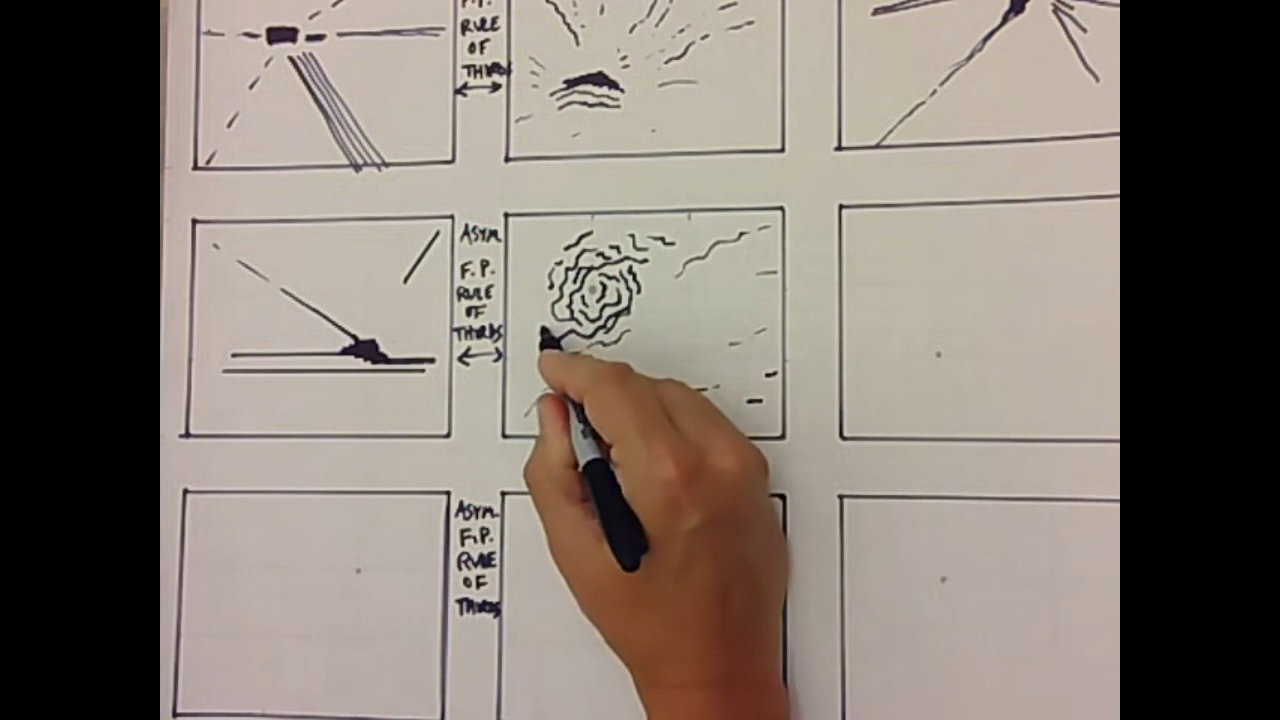 F.P.
RULE
OF
THIRDS
ASYM.
F.P.
RULE
OF
THIRDS
ASYM.
F.P.
RULE
OF
THIRDS